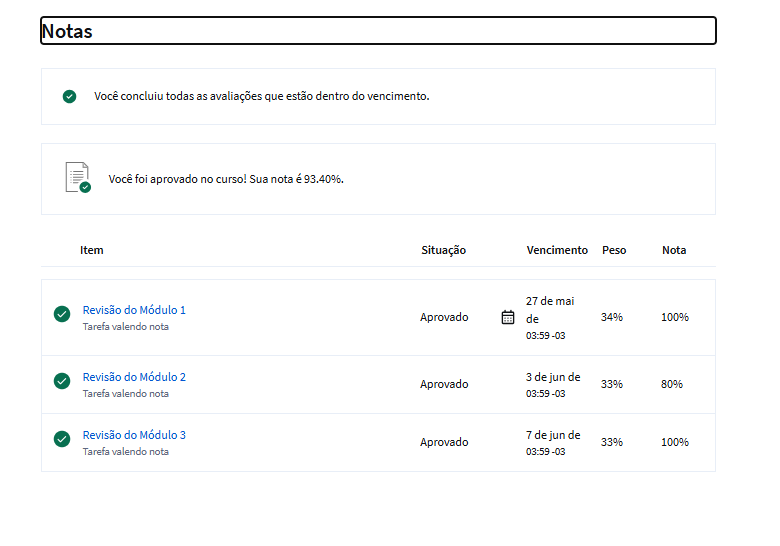 Notas
Você concluiu todas as avaliações que estão dentro do vencimento.
Você foi aprovado no curso! Sua nota é 93.40%.
Item Situação Vencimento Peso Nota
Revisão do Módulo 1
Tarefa valendo nota
Aprovado
27 de mai
de
03:59 -03
34%
100%
Revisão do Módulo 2
Tarefa valendo nota
Aprovado
3 de jun de
03:59 -03
33%
80%
Revisão do Módulo 3
Tarefa valendo nota
Aprovado
7 de jun de
03:59 -03
33%
100%